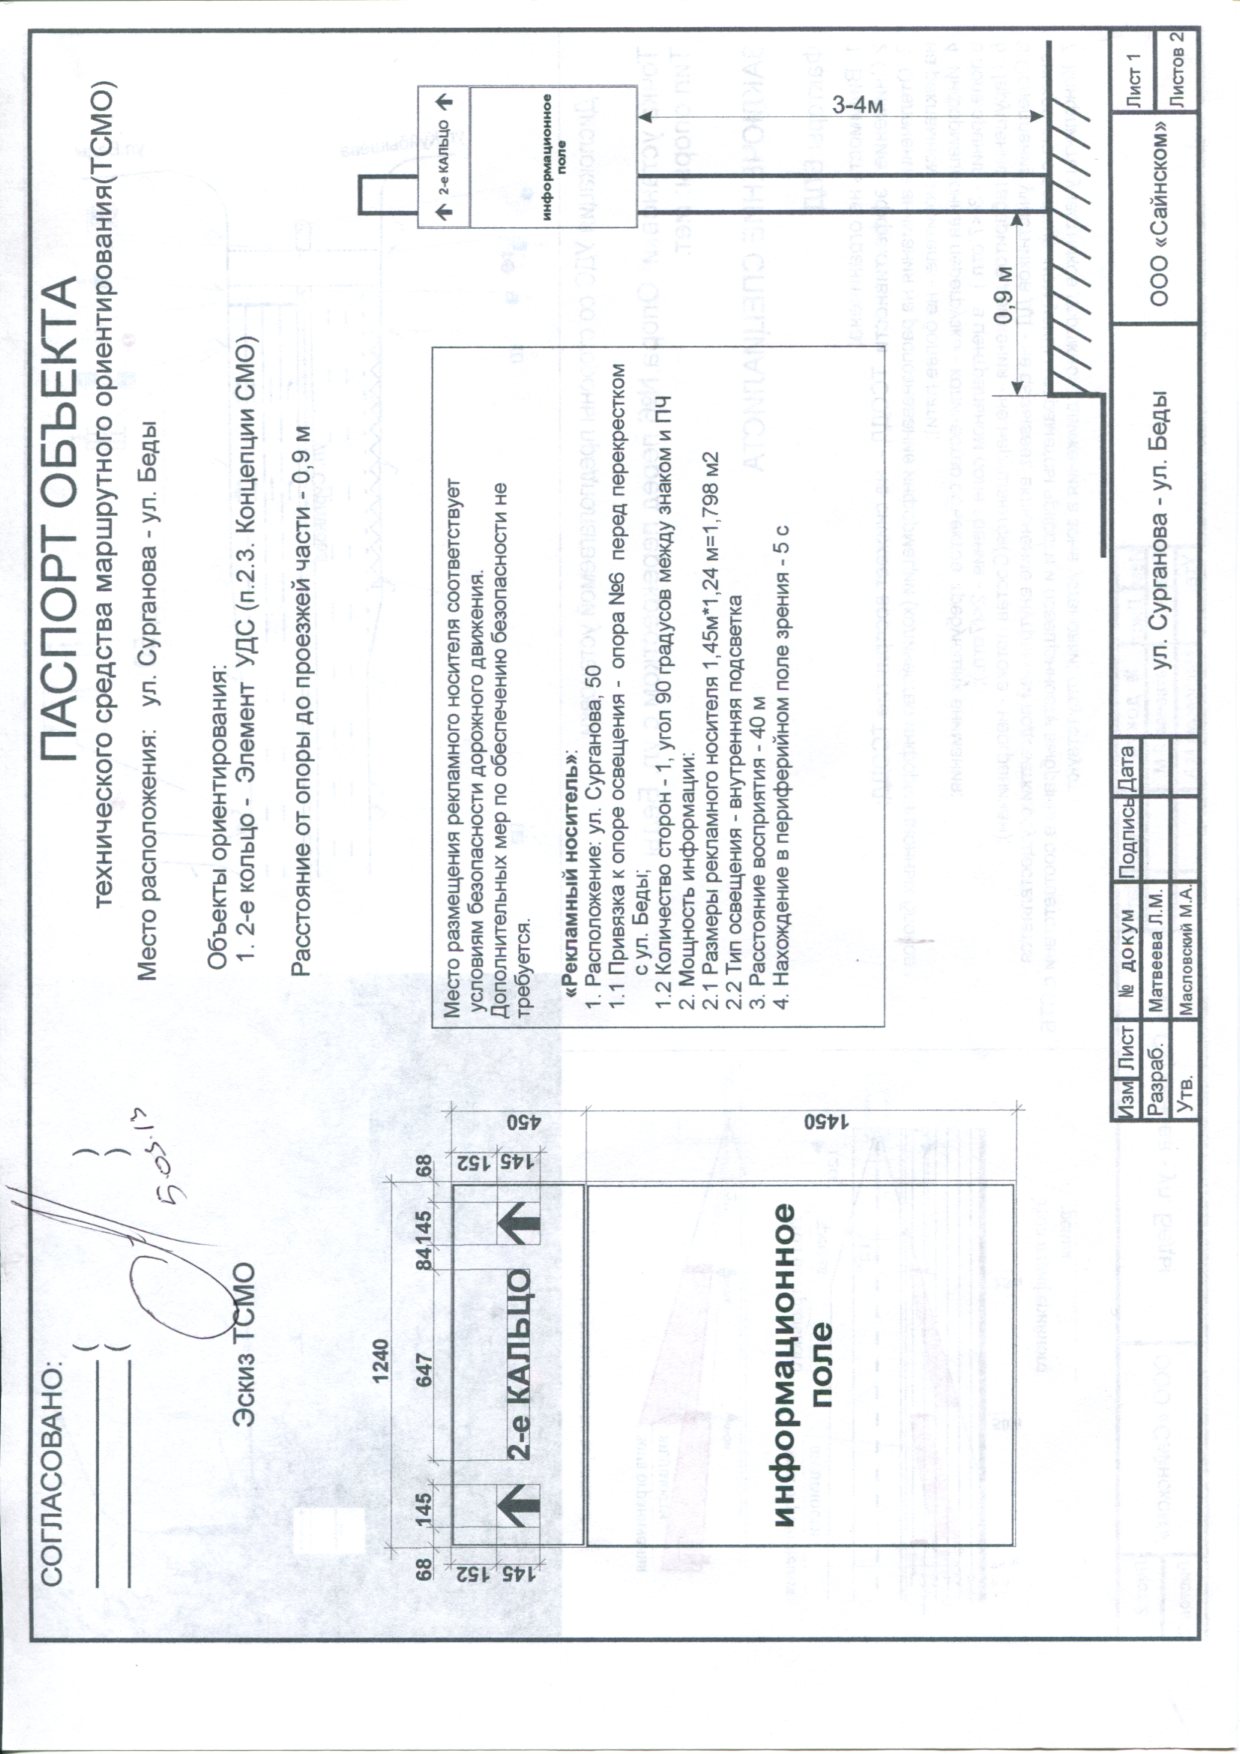 СОГЛАСОВАНО:
( )
( )
5.03.13
ПАСПОРТ ОБЪЕКТА
технического средства маршрутного ориентирования(ТСМО)
Место расположения: ул. Сурганова - ул. Беды
Объекты ориентирования:
1. 2-е кольцо - Элемент УДС (п.2.3. Концепции СМО)
Расстояние от опоры до проезжей части - 0,9 м
Эскиз ТСМО
1240
68 145 647 84 145 68
152
145
2-е КАЛЬЦО
152
145
450
1450
информационное
поле
Место размещения рекламного носителя соответствует
условиям безопасности дорожного движения.
Дополнительных мер по обеспечению безопасности не
требуется.
«Рекламный носитель»:
1. Расположение: ул. Сурганова, 50
1.1 Привязка к опоре освещения - опора №6 перед перекрестком
с ул. Беды;
1.2 Количество сторон - 1, угол 90 градусов между знаком и ПЧ
2. Мощность информации:
2.1 Размеры рекламного носителя 1,45м*1,24 м=1,798 м2
2.2 Тип освещения - внутренняя подсветка
3. Расстояние восприятия - 40 м
4. Нахождение в периферийном поле зрения - 5 с
2-е КАЛЬЦО
информационное
поле
3-4м
0,9 м
Изм Лист № докум Подпись Дата
Разраб. Матвеева Л.М.
Утв. Масловский М.А.
ул. Сурганова - ул. Беды
ООО «Сайнском»
Лист 1
Листов 2